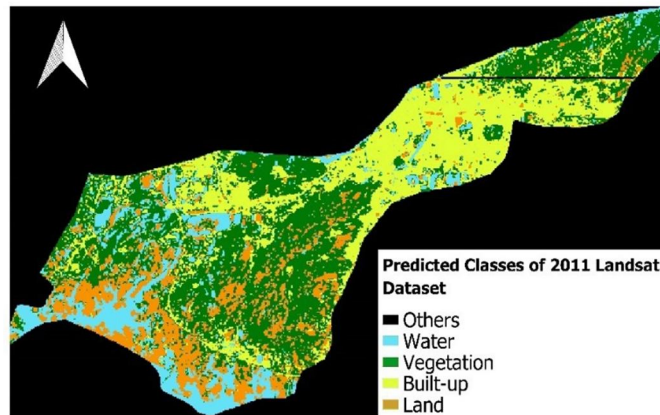 Predicted Classes of 2011 Landsat
Dataset
Others
Water
Vegetation
Built-up
Land